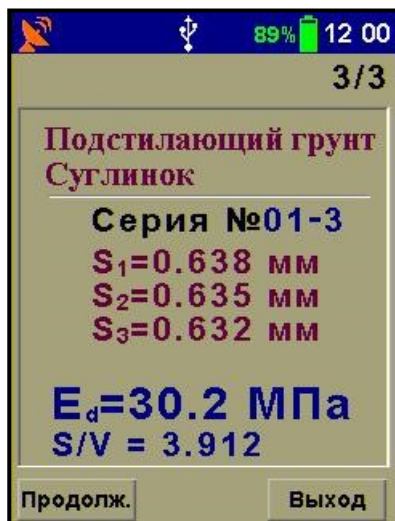 89% 12 00
3/3
Подстилающий грунт
Суглинок
Серия №01-3
S₁=0.638 мм
S₂=0.635 мм
S₃=0.632 мм
E_d=30.2 МПа
S/V = 3.912
Продолж. Выход